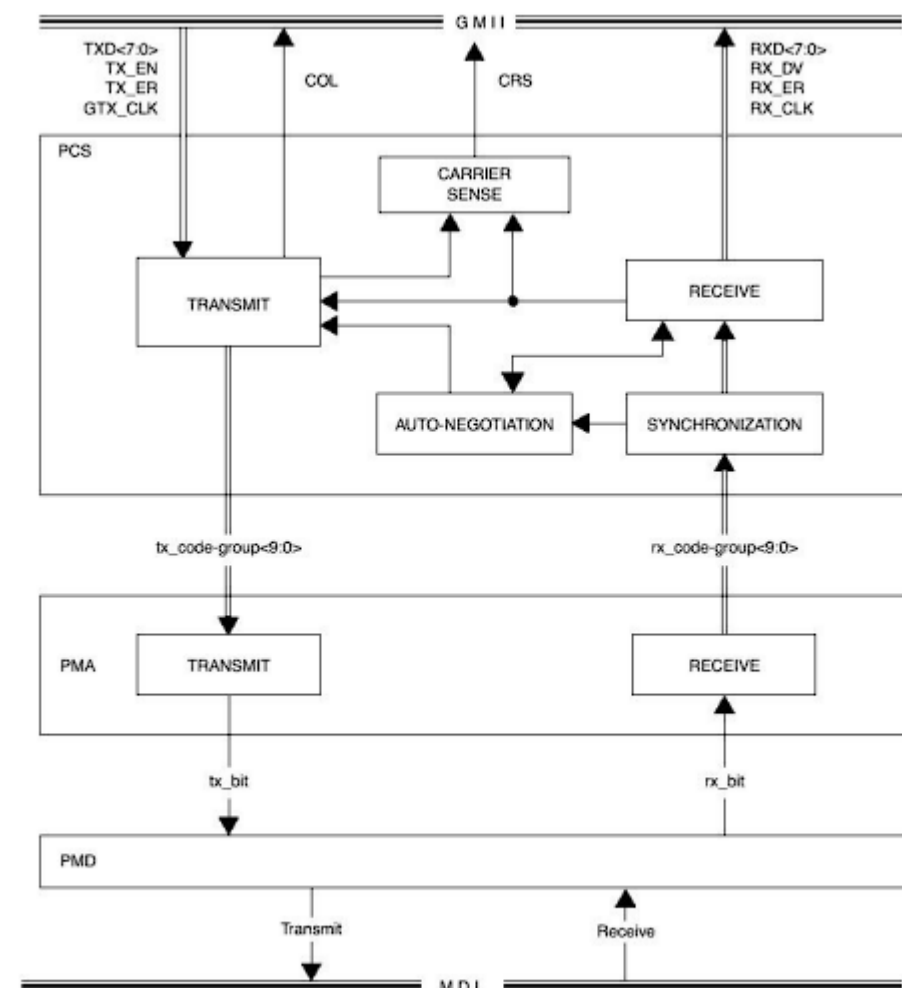 G M I I
TXD<7:0>
TX_EN
TX_ER
GTX_CLK
COL
CRS
RXD<7:0>
RX_DV
RX_ER
RX_CLK
PCS
CARRIER
SENSE
TRANSMIT
RECEIVE
AUTO-NEGOTIATION
SYNCHRONIZATION
tx_code-group<9:0>
rx_code-group<9:0>
PMA
TRANSMIT
RECEIVE
tx_bit
rx_bit
PMD
Transmit
Receive
M D I